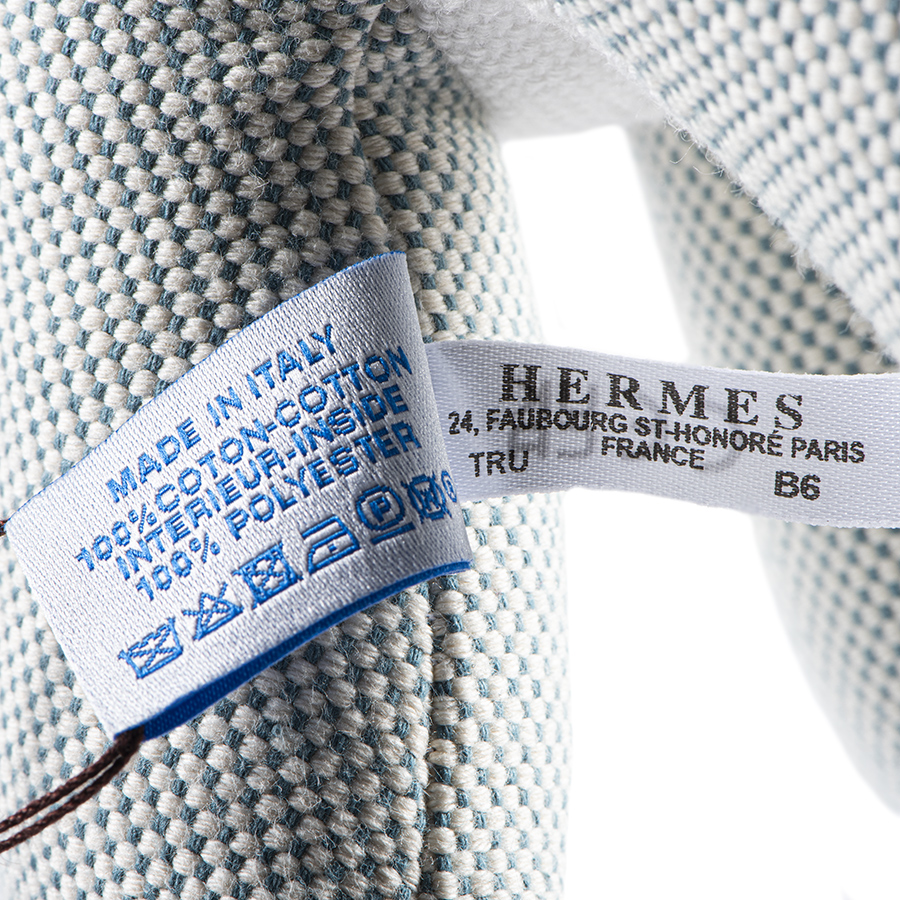 MADE IN ITALY
100% COTON-COTTON
INTERIEUR-INSIDE
100% POLYESTER
HERMES
24, FAUBOURG ST-HONORÉ PARIS
FRANCE
TRU
B6